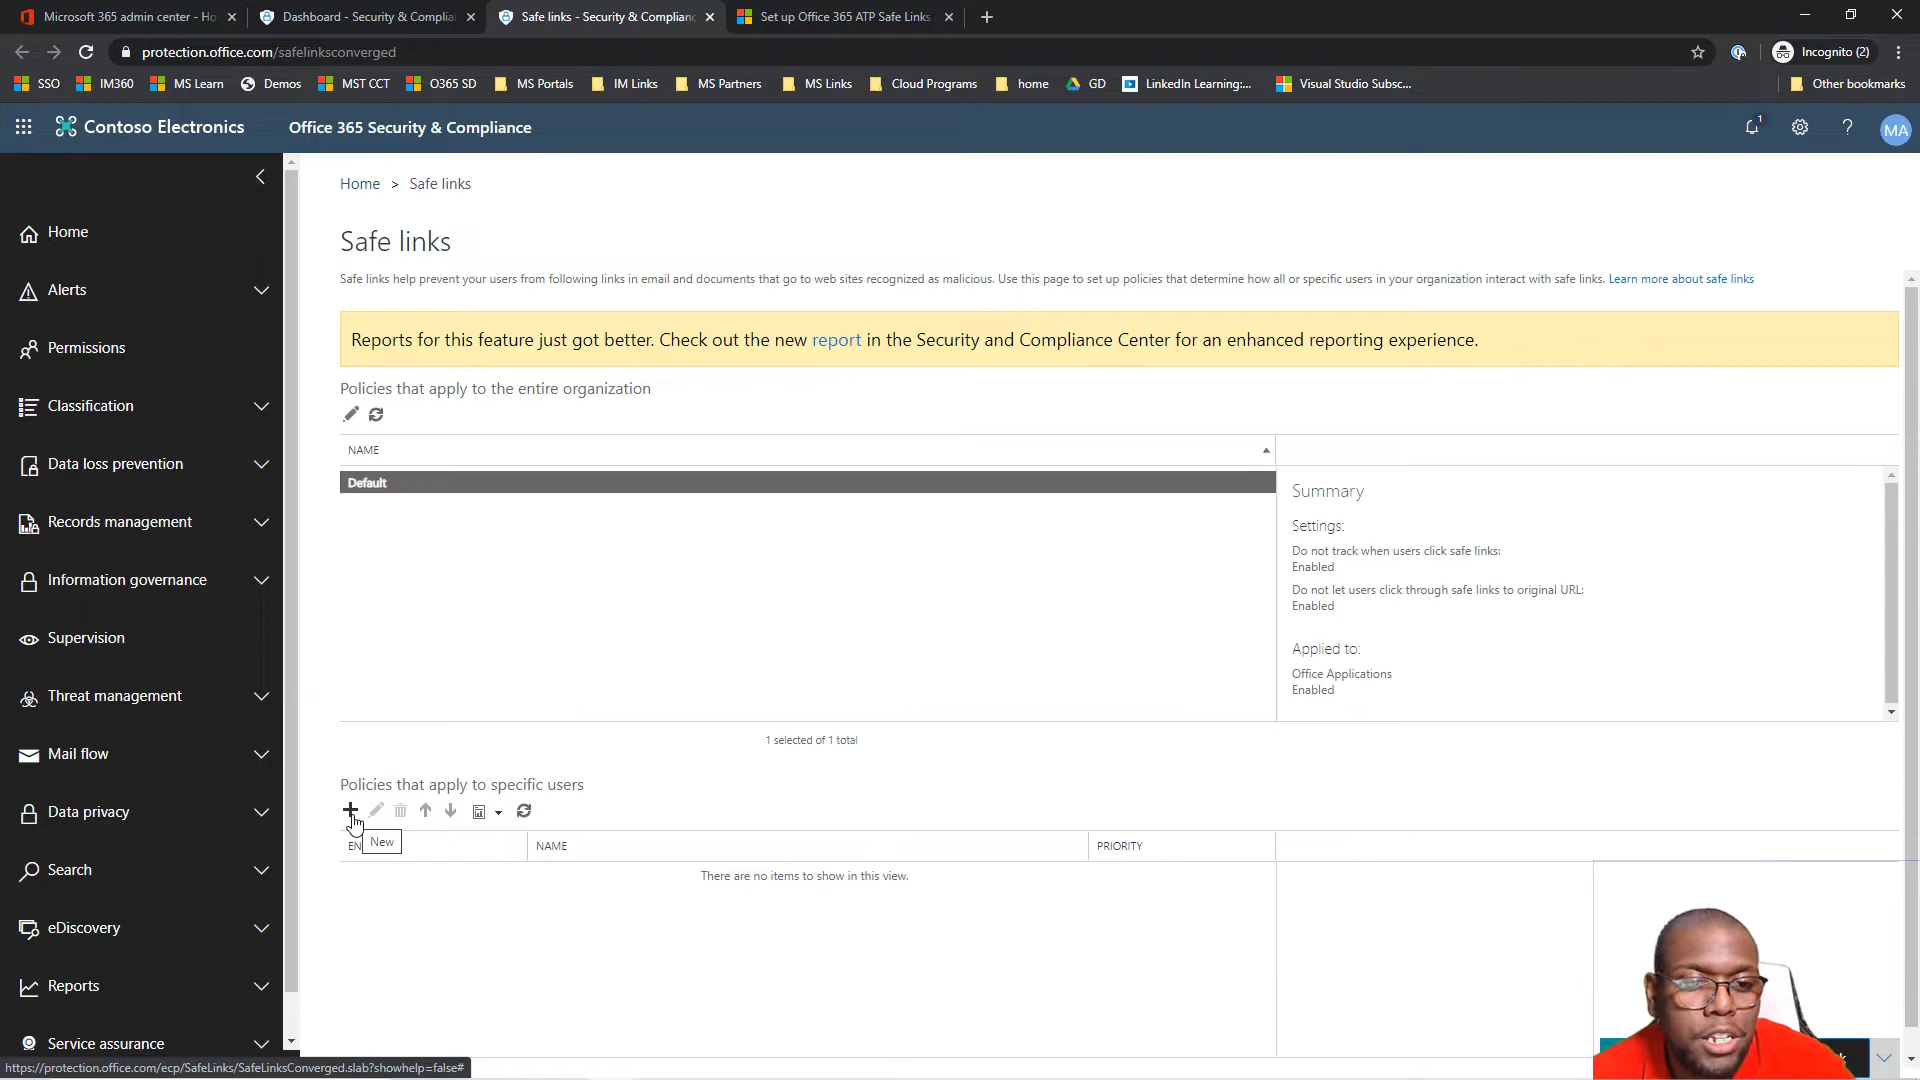 Microsoft 365 admin center - Ho
Dashboard - Security & Complia
Safe links - Security & Complianc
Set up Office 365 ATP Safe Links
protection.office.com/safelinksconverged
Incognito (2)
SSO
IM360
MS Learn
Demos
MST CCT
O365 SD
MS Portals
IM Links
MS Partners
MS Links
Cloud Programs
home
GD
LinkedIn Learning:...
Visual Studio Subsc...
Other bookmarks
Contoso Electronics
Office 365 Security & Compliance
1
?
MA
Home > Safe links
Home
Alerts
Permissions
Classification
Data loss prevention
Records management
Information governance
Supervision
Threat management
Mail flow
Data privacy
Search
eDiscovery
Reports
Service assurance
Safe links
Safe links help prevent your users from following links in email and documents that go to web sites recognized as malicious. Use this page to set up policies that determine how all or specific users in your organization interact with safe links. Learn more about safe links
Reports for this feature just got better. Check out the new report in the Security and Compliance Center for an enhanced reporting experience.
Policies that apply to the entire organization
NAME
Default
Summary
Settings:
Do not track when users click safe links:
Enabled
Do not let users click through safe links to original URL:
Enabled
Applied to:
Office Applications
Enabled
1 selected of 1 total
Policies that apply to specific users
New
EN
NAME
PRIORITY
There are no items to show in this view.
https://protection.office.com/ecp/SafeLinks/SafeLinksConverged.slab?showhelp=false#